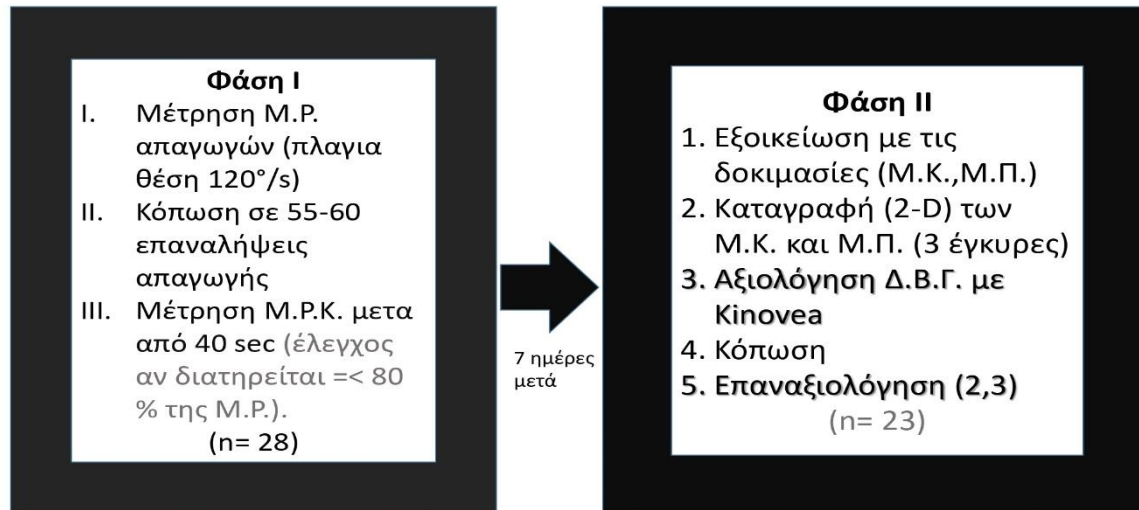 Φάση Ι
I. Μέτρηση Μ.Ρ.
απαγωγών (πλαγια
θέση 120°/s)
II. Κόπωση σε 55-60
επαναλήψεις
απαγωγής
III. Μέτρηση Μ.Ρ.Κ. μετα
από 40 sec (έλεγχος
αν διατηρείται =< 80
% της Μ.Ρ.).
(n= 28)
7 ημέρες
μετά
Φάση ΙΙ
1. Εξοικείωση με τις
δοκιμασίες (Μ.Κ.,Μ.Π.)
2. Καταγραφή (2-D) των
Μ.Κ. και Μ.Π. (3 έγκυρες)
3. Αξιολόγηση Δ.Β.Γ. με
Kinovea
4. Κόπωση
5. Επαναξιολόγηση (2,3)
(n= 23)